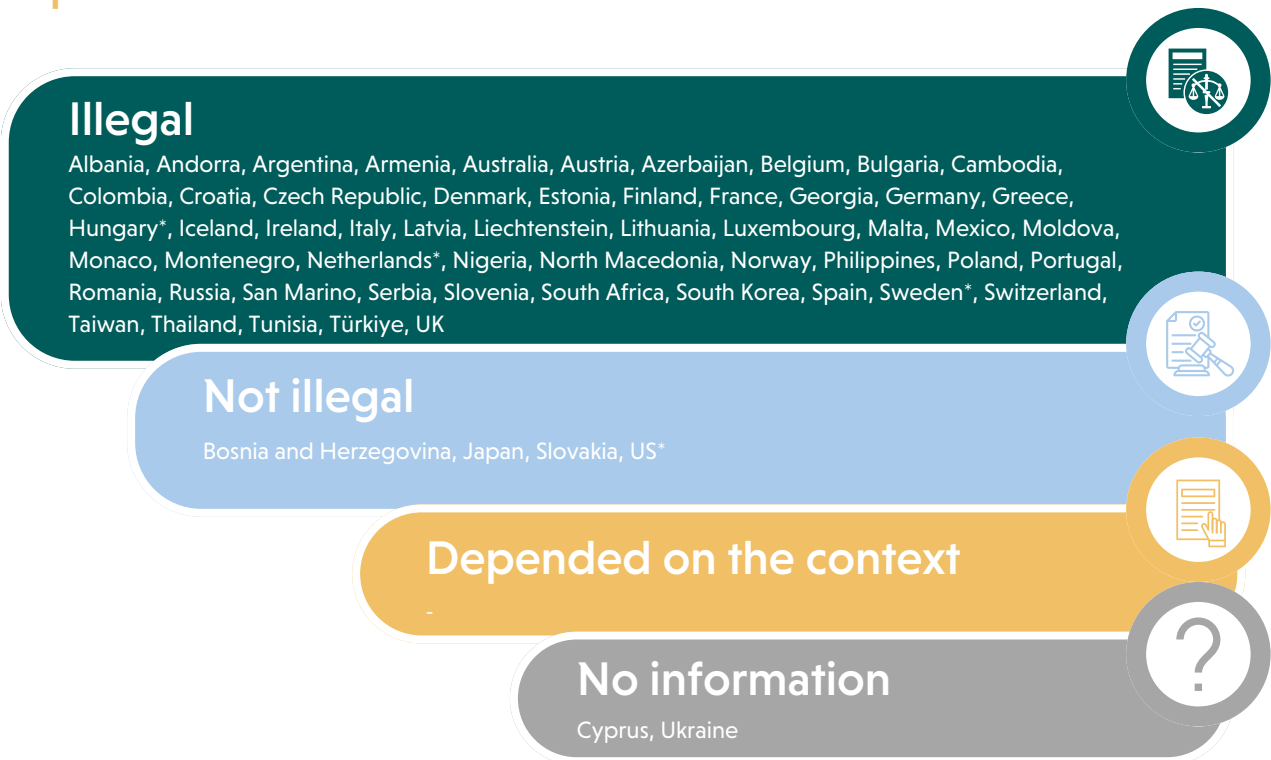 Illegal
Albania, Andorra, Argentina, Armenia, Australia, Austria, Azerbaijan, Belgium, Bulgaria, Cambodia,
Colombia, Croatia, Czech Republic, Denmark, Estonia, Finland, France, Georgia, Germany, Greece,
Hungary*, Iceland, Ireland, Italy, Latvia, Liechtenstein, Lithuania, Luxembourg, Malta, Mexico, Moldova,
Monaco, Montenegro, Netherlands*, Nigeria, North Macedonia, Norway, Philippines, Poland, Portugal,
Romania, Russia, San Marino, Serbia, Slovenia, South Africa, South Korea, Spain, Sweden*, Switzerland,
Taiwan, Thailand, Tunisia, Türkiye, UK
Not illegal
Bosnia and Herzegovina, Japan, Slovakia, US*
Depended on the context
-
No information
Cyprus, Ukraine
?